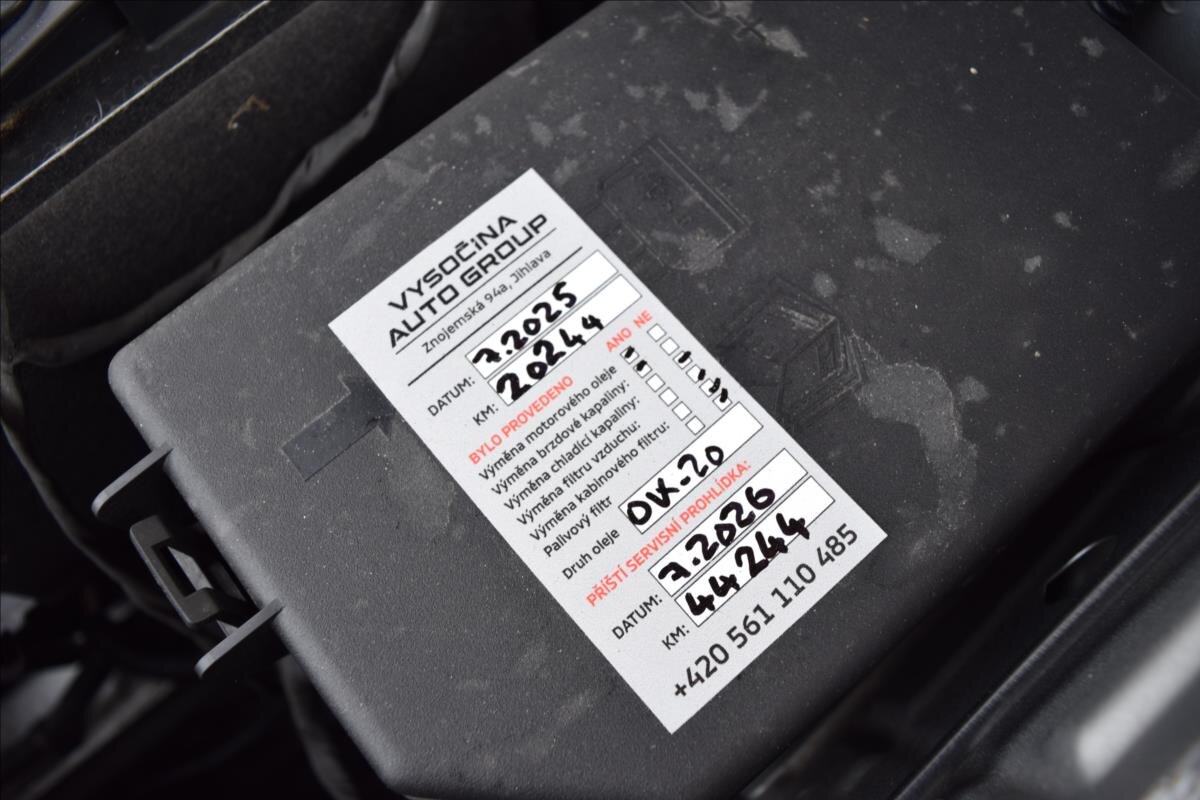 VYSOČINA
AUTO GROUP
Znojemská 94a, Jihlava
DATUM: 7.2025
KM: 20244
BYLO PROVEDENO ANO NE
Výměna motorového oleje
Výměna brzdové kapaliny:
Výměna chladící kapaliny:
Výměna filtru vzduchu:
Výměna kabinového filtru:
Palivový filtr
Druh oleje 0W-20
PŘÍŠTÍ SERVISNÍ PROHLÍDKA:
DATUM: 7.2026
KM: 44244
+420 561 110 485